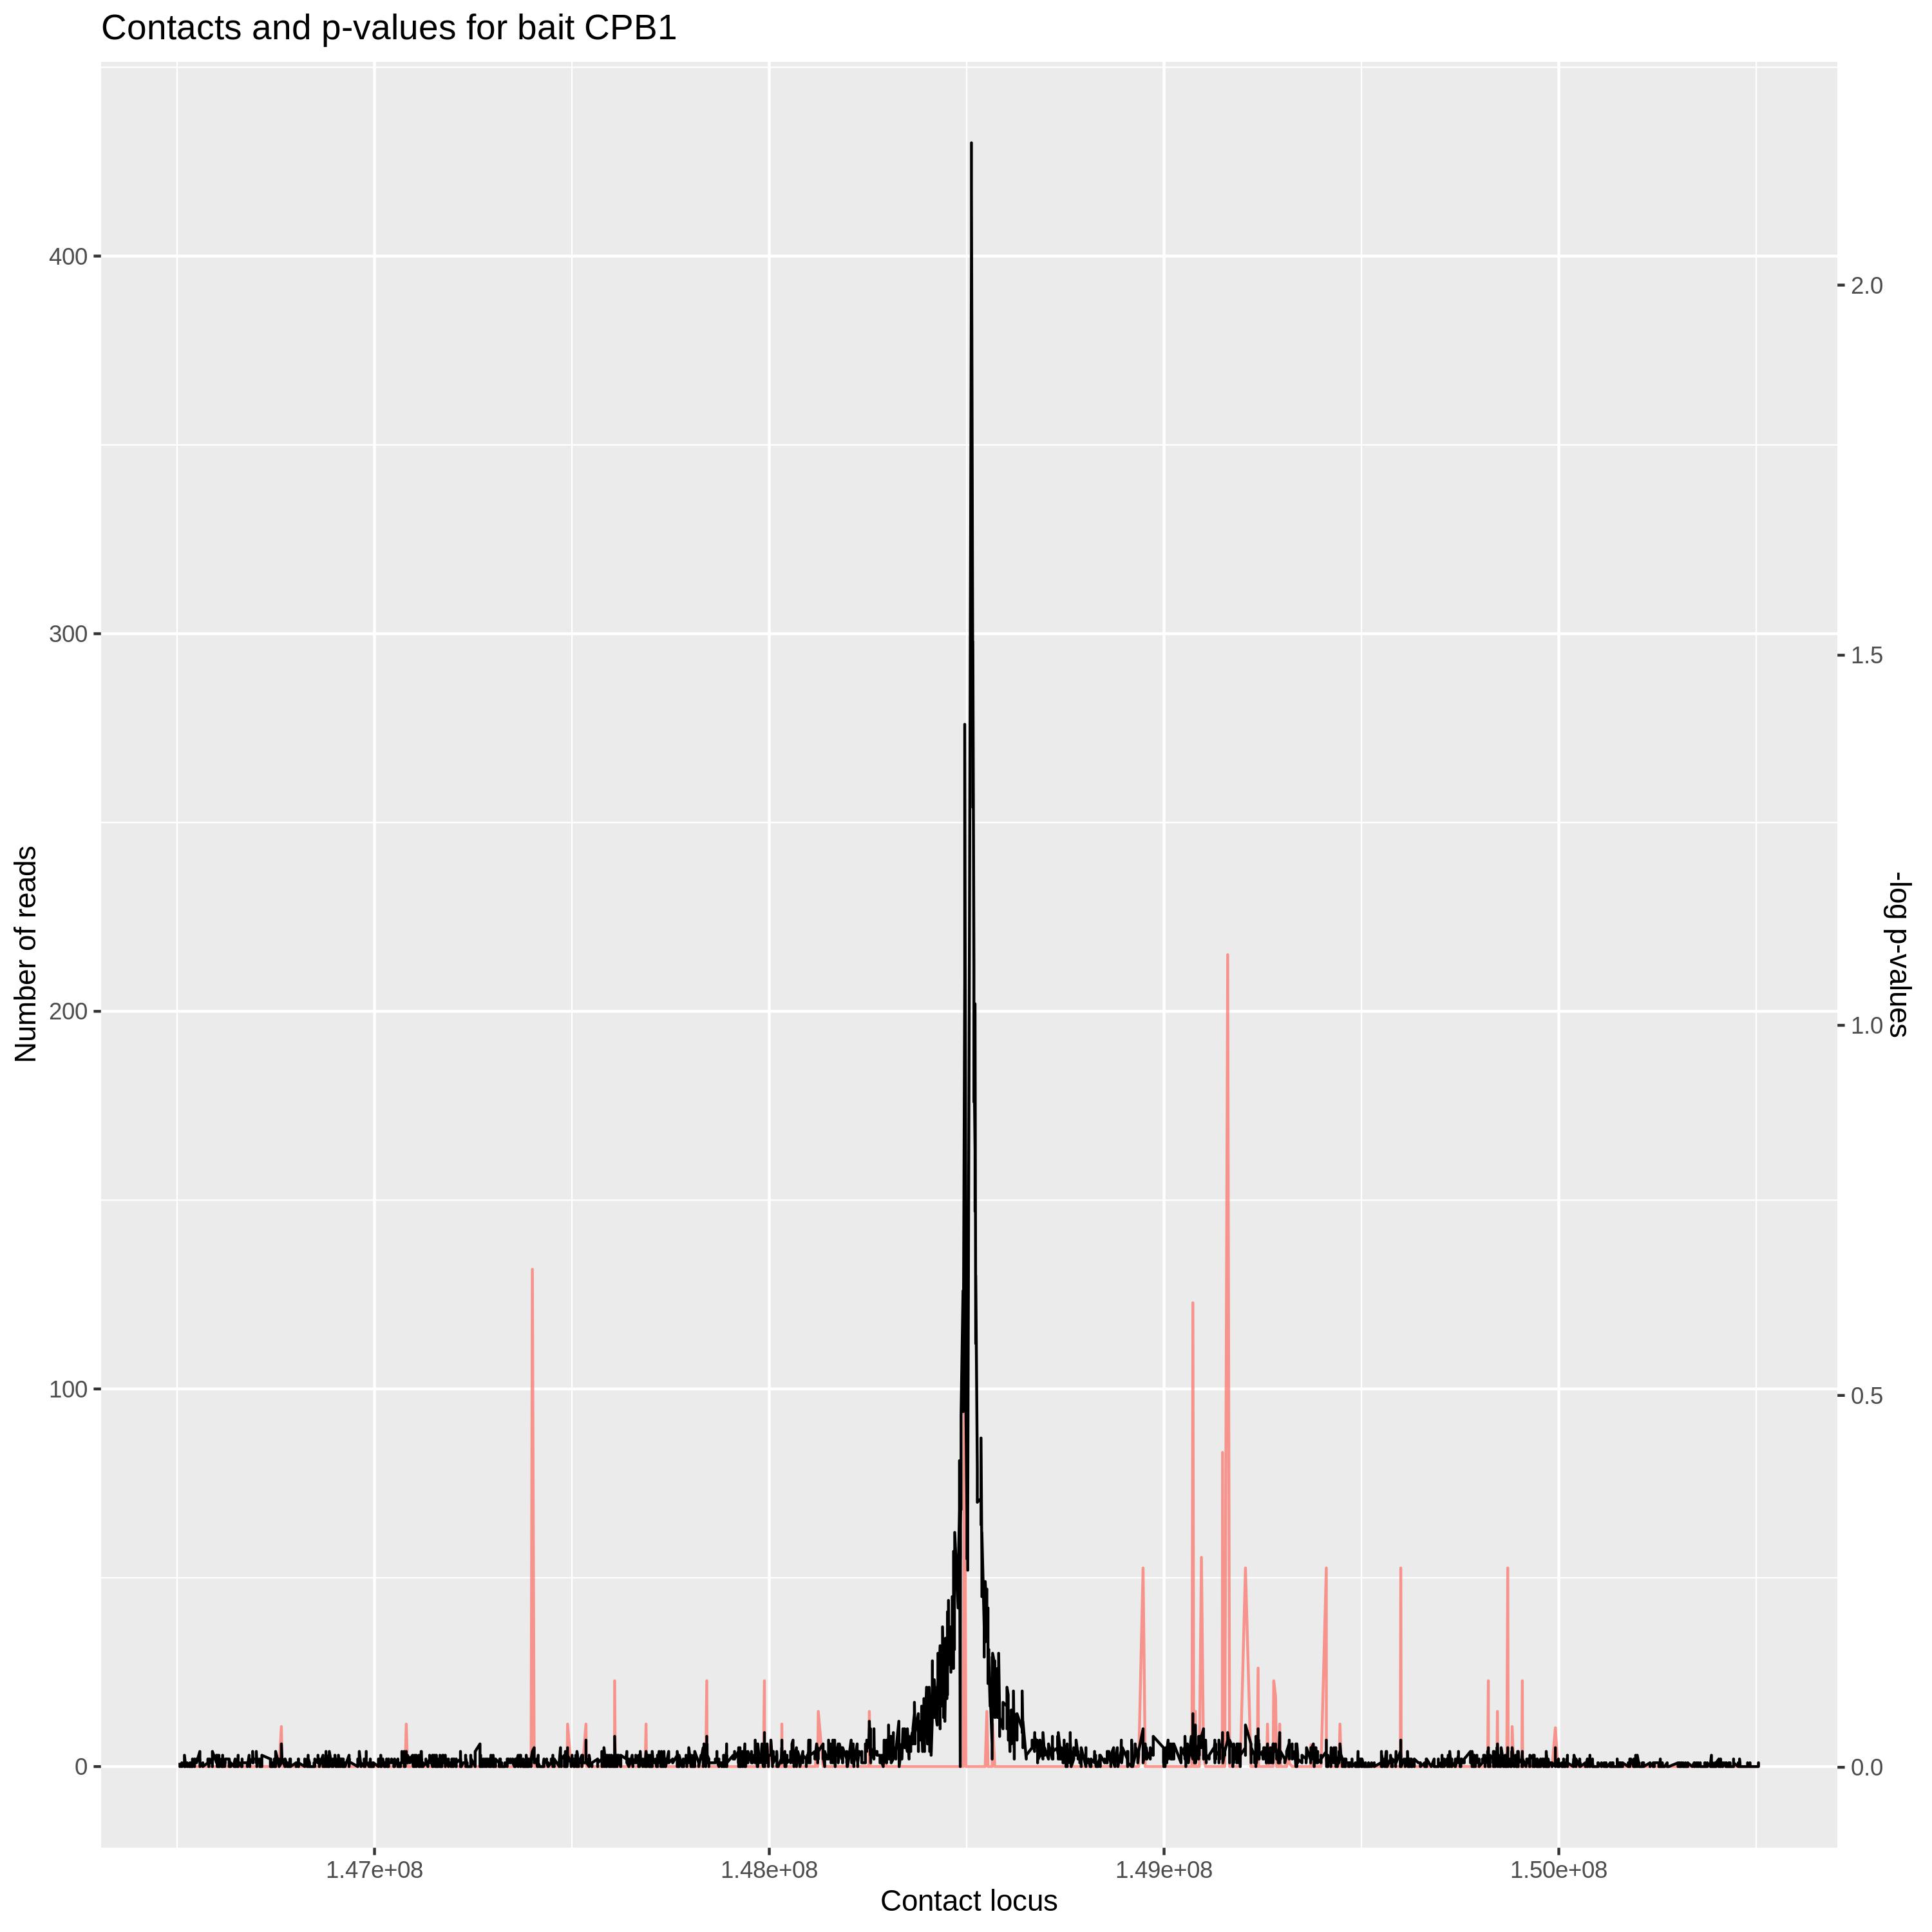 Contacts and p-values for bait CPB1
Number of reads
400
300
200
100
0
2.0
1.5
1.0
0.5
0.0
-log p-values
1.47e+08
1.48e+08
1.49e+08
1.50e+08
Contact locus